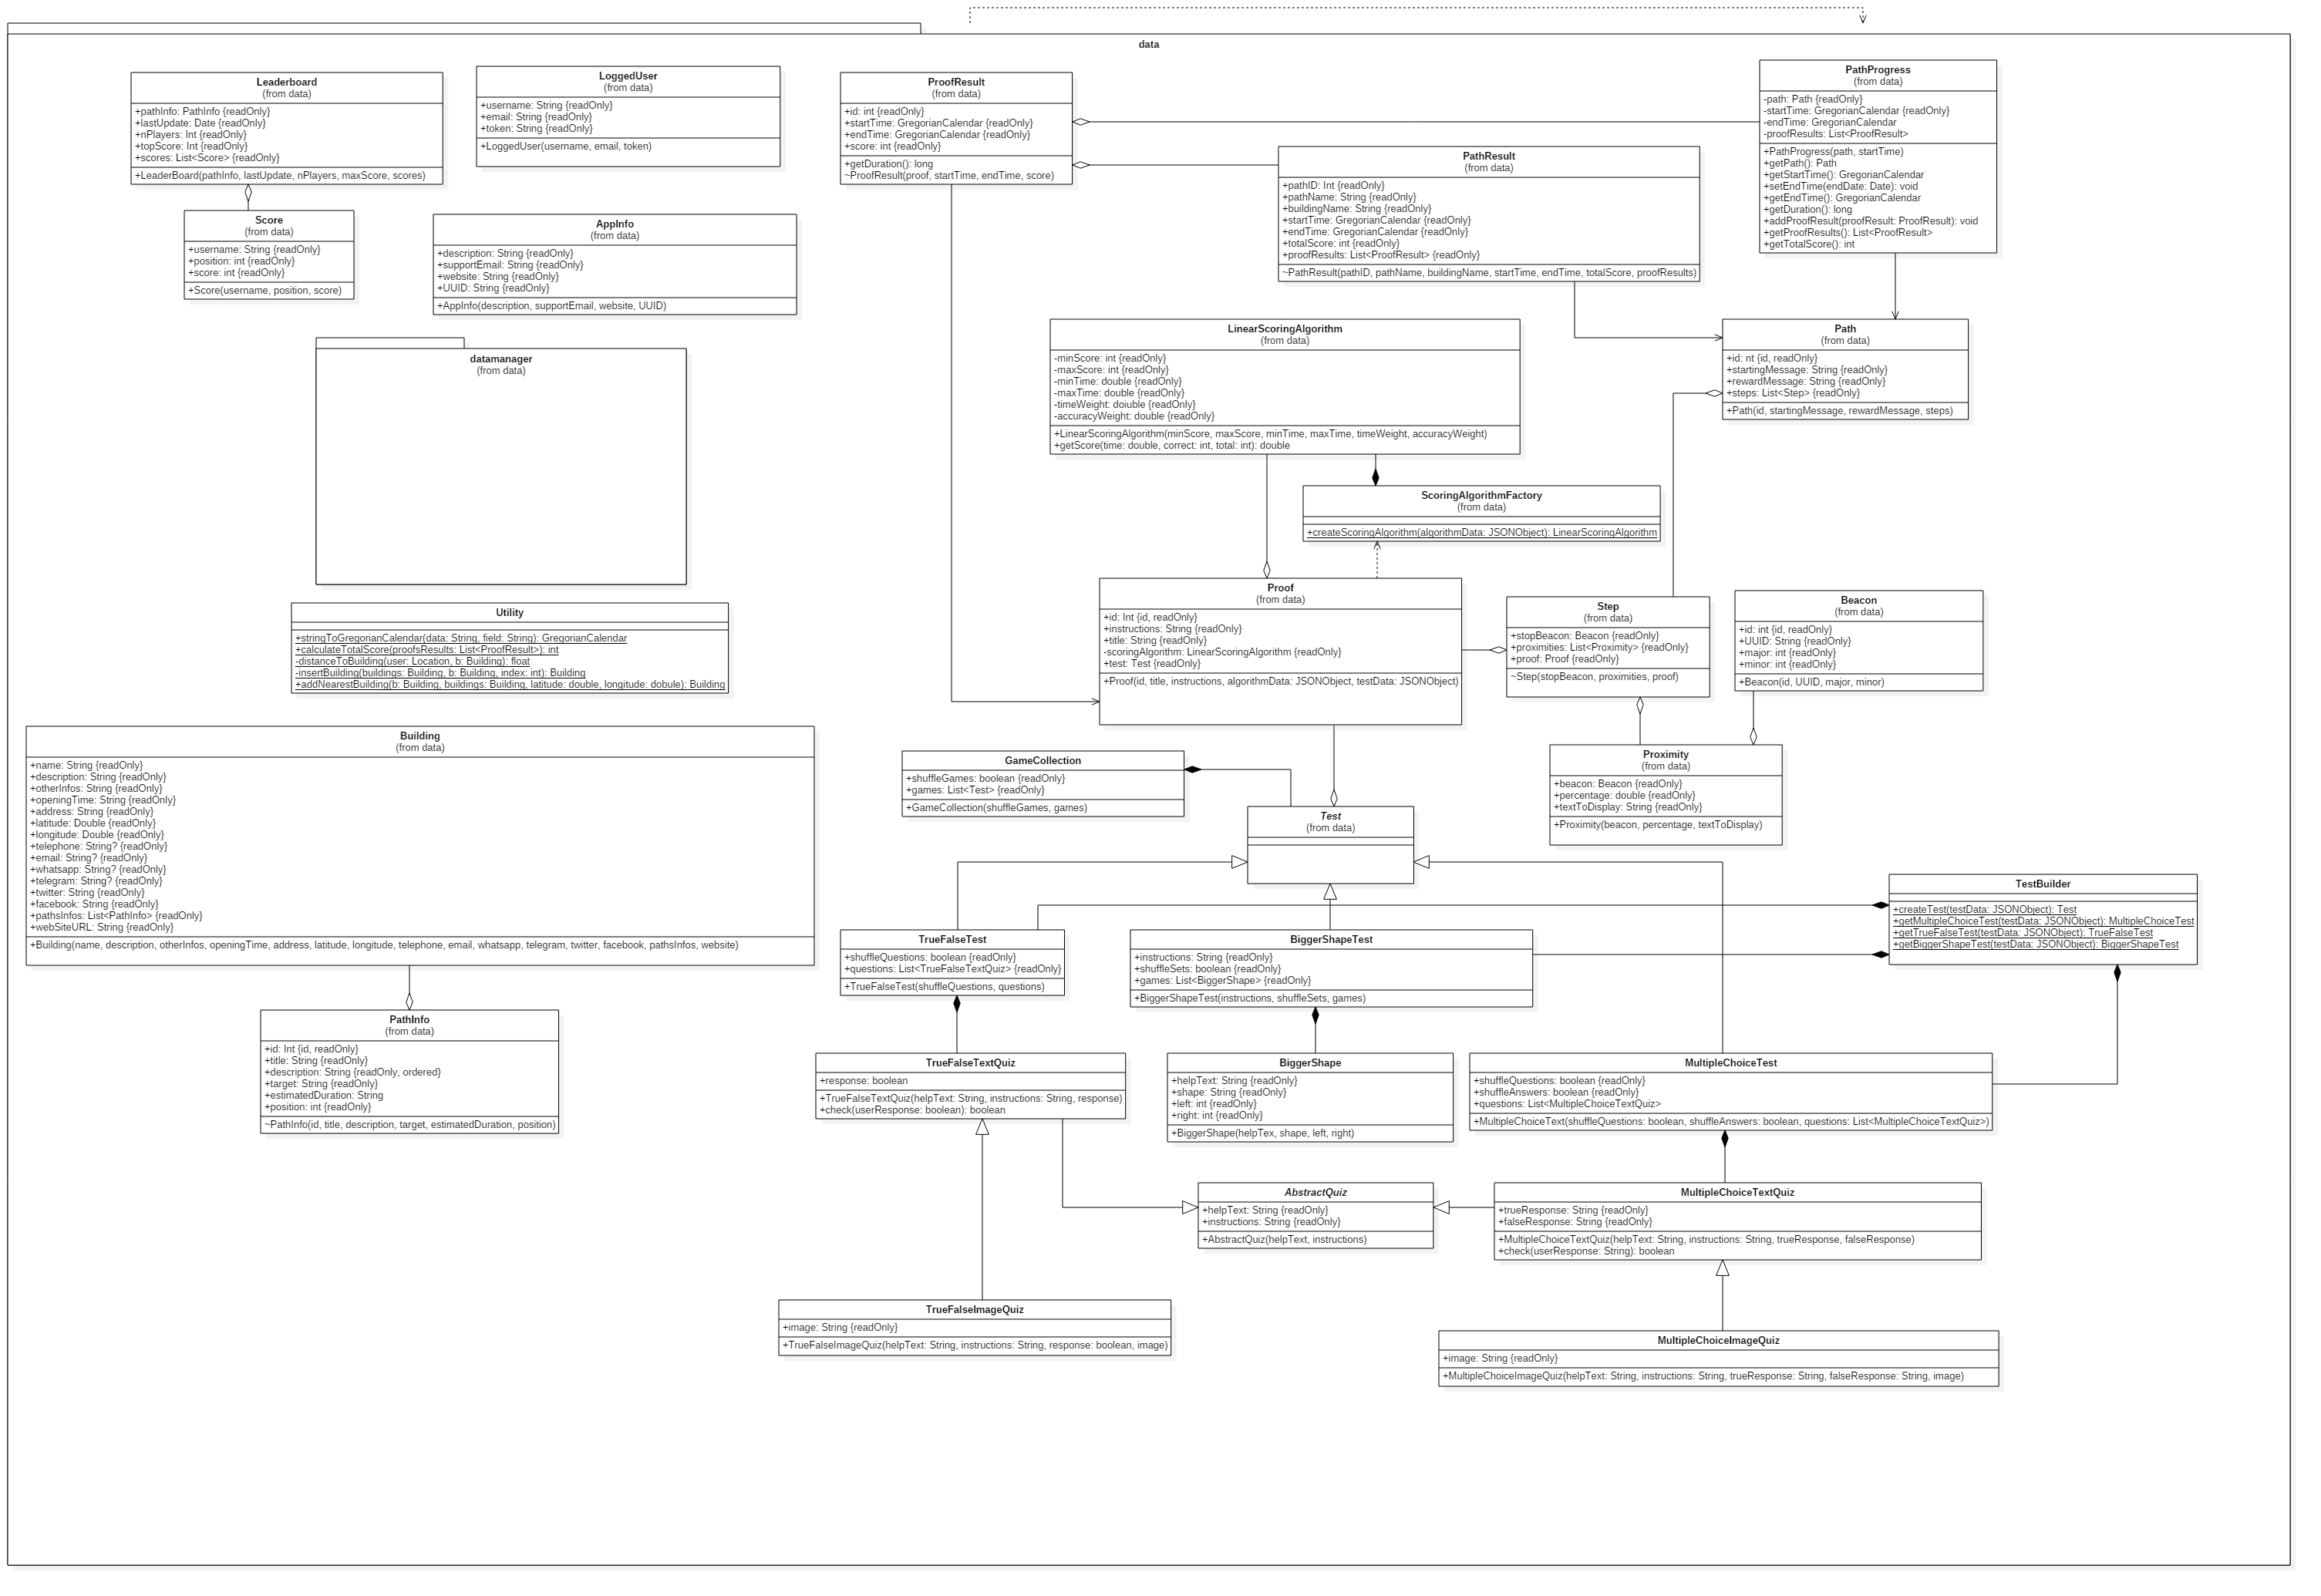 data
Leaderboard
(from data)
+pathInfo: PathInfo {readOnly}
+lastUpdate: Date {readOnly}
+nPlayers: Int {readOnly}
+topScore: Int {readOnly}
+scores: List<Score> {readOnly}
+LeaderBoard(pathInfo, lastUpdate, nPlayers, maxScore, scores)
LoggedUser
(from data)
+username: String {readOnly}
+email: String {readOnly}
+token: String {readOnly}
+LoggedUser(username, email, token)
ProofResult
(from data)
+id: int {readOnly}
+startTime: GregorianCalendar {readOnly}
+endTime: GregorianCalendar {readOnly}
+score: int {readOnly}
+getDuration(): long
~ProofResult(proof, startTime, endTime, score)
PathProgress
(from data)
-path: Path {readOnly}
-startTime: GregorianCalendar {readOnly}
-endTime: GregorianCalendar
-proofResults: List<ProofResult>
+PathProgress(path, startTime)
+getPath(): Path
+getStartTime(): GregorianCalendar
+setEndTime(endDate: Date): void
+getEndTime(): GregorianCalendar
+getDuration(): long
+addProofResult(proofResult: ProofResult): void
+getProofResults(): List<ProofResult>
+getTotalScore(): int
PathResult
(from data)
+pathID: Int {readOnly}
+pathName: String {readOnly}
+buildingName: String {readOnly}
+startTime: GregorianCalendar {readOnly}
+endTime: GregorianCalendar {readOnly}
+totalScore: int {readOnly}
+proofResults: List<ProofResult> {readOnly}
~PathResult(pathID, pathName, buildingName, startTime, endTime, totalScore, proofResults)
Score
(from data)
+username: String {readOnly}
+position: int {readOnly}
+score: int {readOnly}
+Score(username, position, score)
AppInfo
(from data)
+description: String {readOnly}
+supportEmail: String {readOnly}
+website: String {readOnly}
+UUID: String {readOnly}
+AppInfo(description, supportEmail, website, UUID)
LinearScoringAlgorithm
(from data)
-minScore: int {readOnly}
-maxScore: int {readOnly}
-minTime: double {readOnly}
-maxTime: double {readOnly}
-timeWeight: doiuble {readOnly}
-accuracyWeight: double {readOnly}
+LinearScoringAlgorithm(minScore, maxScore, minTime, maxTime, timeWeight, accuracyWeight)
+getScore(time: double, correct: int, total: int): double
Path
(from data)
+id: nt {id, readOnly}
+startingMessage: String {readOnly}
+rewardMessage: String {readOnly}
+steps: List<Step> {readOnly}
+Path(id, startingMessage, rewardMessage, steps)
datamanager
(from data)
ScoringAlgorithmFactory
(from data)
+createScoringAlgorithm(algorithmData: JSONObject): LinearScoringAlgorithm
Utility
+stringToGregorianCalendar(data: String, field: String): GregorianCalendar
+calculateTotalScore(proofsResults: List<ProofResult>): int
-distanceToBuilding(user: Location, b: Building): float
-insertBuilding(buildings: Building, b: Building, index: int): Building
+addNearestBuilding(b: Building, buildings: Building, latitude: double, longitude: dobule): Building
Proof
(from data)
+id: Int {id, readOnly}
+instructions: String {readOnly}
+title: String {readOnly}
-scoringAlgorithm: LinearScoringAlgorithm {readOnly}
+test: Test {readOnly}
+Proof(id, title, instructions, algorithmData: JSONObject, testData: JSONObject)
Step
(from data)
+stopBeacon: Beacon {readOnly}
+proximities: List<Proximity> {readOnly}
+proof: Proof {readOnly}
~Step(stopBeacon, proximities, proof)
Beacon
(from data)
+id: int {id, readOnly}
+UUID: String {readOnly}
+major: int {readOnly}
+minor: int {readOnly}
+Beacon(id, UUID, major, minor)
Building
(from data)
+name: String {readOnly}
+description: String {readOnly}
+otherInfos: String {readOnly}
+openingTime: String {readOnly}
+address: String {readOnly}
+latitude: Double {readOnly}
+longitude: Double {readOnly}
+telephone: String? {readOnly}
+email: String? {readOnly}
+whatsapp: String? {readOnly}
+telegram: String? {readOnly}
+twitter: String {readOnly}
+facebook: String {readOnly}
+pathsInfos: List<PathInfo> {readOnly}
+webSiteURL: String {readOnly}
+Building(name, description, otherInfos, openingTime, address, latitude, longitude, telephone, email, whatsapp, telegram, twitter, facebook, pathsInfos, website)
GameCollection
+shuffleGames: boolean {readOnly}
+games: List<Test> {readOnly}
+GameCollection(shuffleGames, games)
Proximity
(from data)
+beacon: Beacon {readOnly}
+percentage: double {readOnly}
+textToDisplay: String {readOnly}
+Proximity(beacon, percentage, textToDisplay)
Test
(from data)
TestBuilder
+createTest(testData: JSONObject): Test
+getMultipleChoiceTest(testData: JSONObject): MultipleChoiceTest
+getTrueFalseTest(testData: JSONObject): TrueFalseTest
+getBiggerShapeTest(testData: JSONObject): BiggerShapeTest
TrueFalseTest
+shuffleQuestions: boolean {readOnly}
+questions: List<TrueFalseTextQuiz> {readOnly}
+TrueFalseTest(shuffleQuestions, questions)
BiggerShapeTest
+instructions: String {readOnly}
+shuffleSets: boolean {readOnly}
+games: List<BiggerShape> {readOnly}
+BiggerShapeTest(instructions, shuffleSets, games)
PathInfo
(from data)
+id: Int {id, readOnly}
+title: String {readOnly}
+description: String {readOnly, ordered}
+target: String {readOnly}
+estimatedDuration: String
+position: int {readOnly}
~PathInfo(id, title, description, target, estimatedDuration, position)
TrueFalseTextQuiz
+response: boolean
+TrueFalseTextQuiz(helpText: String, instructions: String, response)
+check(userResponse: boolean): boolean
BiggerShape
+helpText: String {readOnly}
+shape: String {readOnly}
+left: int {readOnly}
+right: int {readOnly}
+BiggerShape(helpTex, shape, left, right)
MultipleChoiceTest
+shuffleQuestions: boolean {readOnly}
+shuffleAnswers: boolean {readOnly}
+questions: List<MultipleChoiceTextQuiz>
+MultipleChoiceText(shuffleQuestions: boolean, shuffleAnswers: boolean, questions: List<MultipleChoiceTextQuiz>)
AbstractQuiz
+helpText: String {readOnly}
+instructions: String {readOnly}
+AbstractQuiz(helpText, instructions)
MultipleChoiceTextQuiz
+trueResponse: String {readOnly}
+falseResponse: String {readOnly}
+MultipleChoiceTextQuiz(helpText: String, instructions: String, trueResponse, falseResponse)
+check(userResponse: String): boolean
TrueFalseImageQuiz
+image: String {readOnly}
+TrueFalseImageQuiz(helpText: String, instructions: String, response: boolean, image)
MultipleChoiceImageQuiz
+image: String {readOnly}
+MultipleChoiceImageQuiz(helpText: String, instructions: String, trueResponse: String, falseResponse: String, image)